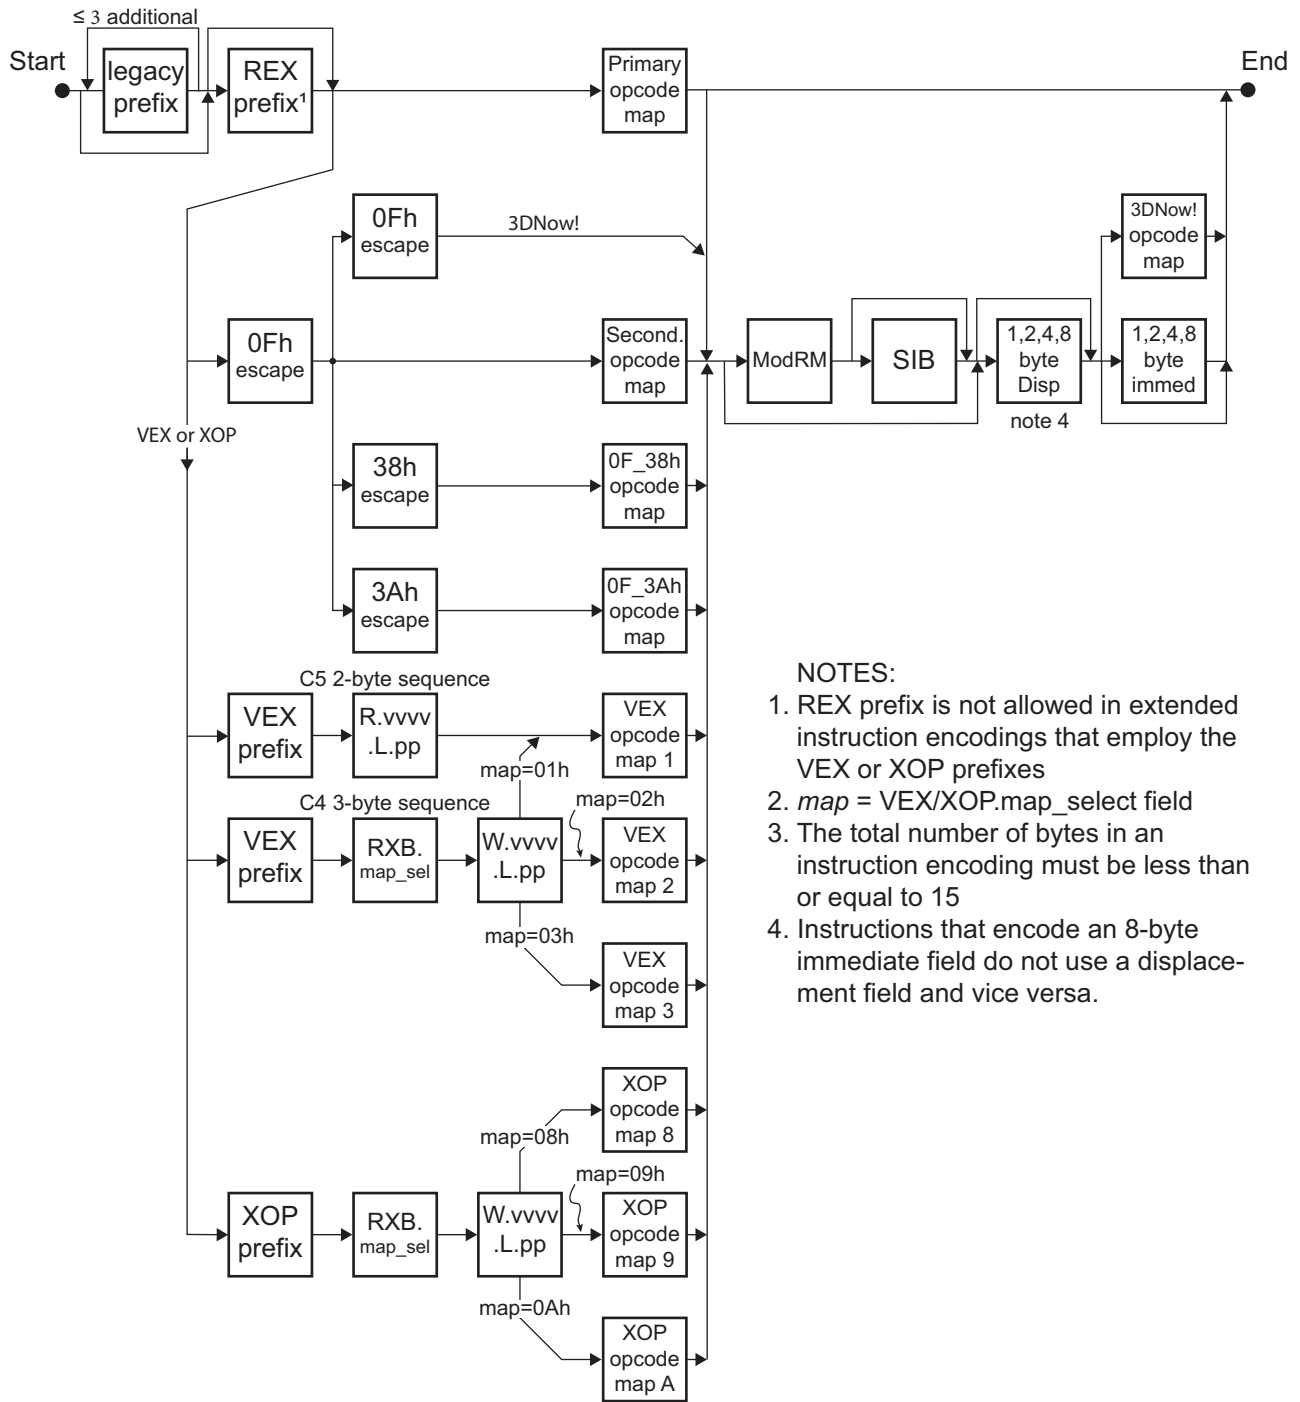 ≤ 3 additional
Start
legacy
prefix
REX
prefix¹
Primary
opcode
map
End
0Fh
escape
3DNow!
3DNow!
opcode
map
0Fh
escape
Second.
opcode
map
ModRM
SIB
1,2,4,8
byte
Disp
note 4
1,2,4,8
byte
immed
VEX or XOP
38h
escape
0F_38h
opcode
map
3Ah
escape
0F_3Ah
opcode
map
C5 2-byte sequence
VEX
prefix
R.vvvv
.L.pp
VEX
opcode
map 1
map=01h
C4 3-byte sequence
map=02h
VEX
prefix
RXB.
map_sel
W.vvvv
.L.pp
VEX
opcode
map 2
map=03h
VEX
opcode
map 3
XOP
opcode
map 8
map=08h
map=09h
XOP
prefix
RXB.
map_sel
W.vvvv
.L.pp
XOP
opcode
map 9
map=0Ah
XOP
opcode
map A
NOTES:
1. REX prefix is not allowed in extended
instruction encodings that employ the
VEX or XOP prefixes
2. map = VEX/XOP.map_select field
3. The total number of bytes in an
instruction encoding must be less than
or equal to 15
4. Instructions that encode an 8-byte
immediate field do not use a displace-
ment field and vice versa.